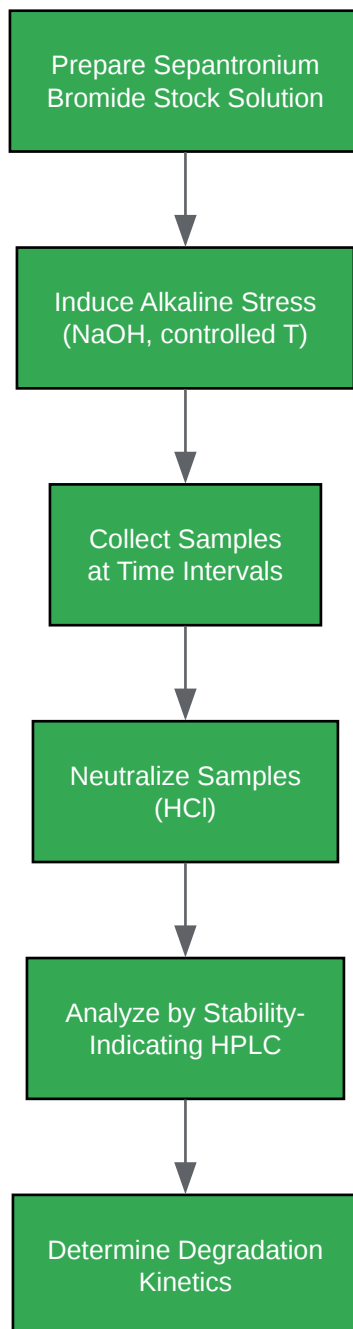 Prepare Sepantronium
Bromide Stock Solution
Induce Alkaline Stress
(NaOH, controlled T)
Collect Samples
at Time Intervals
Neutralize Samples
(HCl)
Analyze by Stability-
Indicating HPLC
Determine Degradation
Kinetics